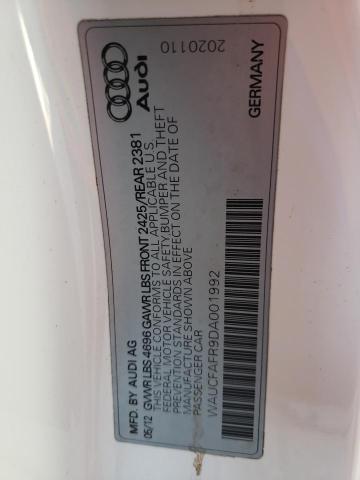 MFD. BY AUDI AG
05/12 GVWR LBS 4696 GAWR LBS FRONT 2425/REAR 2381
THIS VEHICLE CONFORMS TO ALL APPLICABLE U.S.
FEDERAL MOTOR VEHICLE SAFETY, BUMPER AND THEFT
PREVENTION STANDARDS IN EFFECT ON THE DATE OF
MANUFACTURE SHOWN ABOVE
PASSENGER CAR
WAUCFAFR9DA001992
Audi
2020110
GERMANY